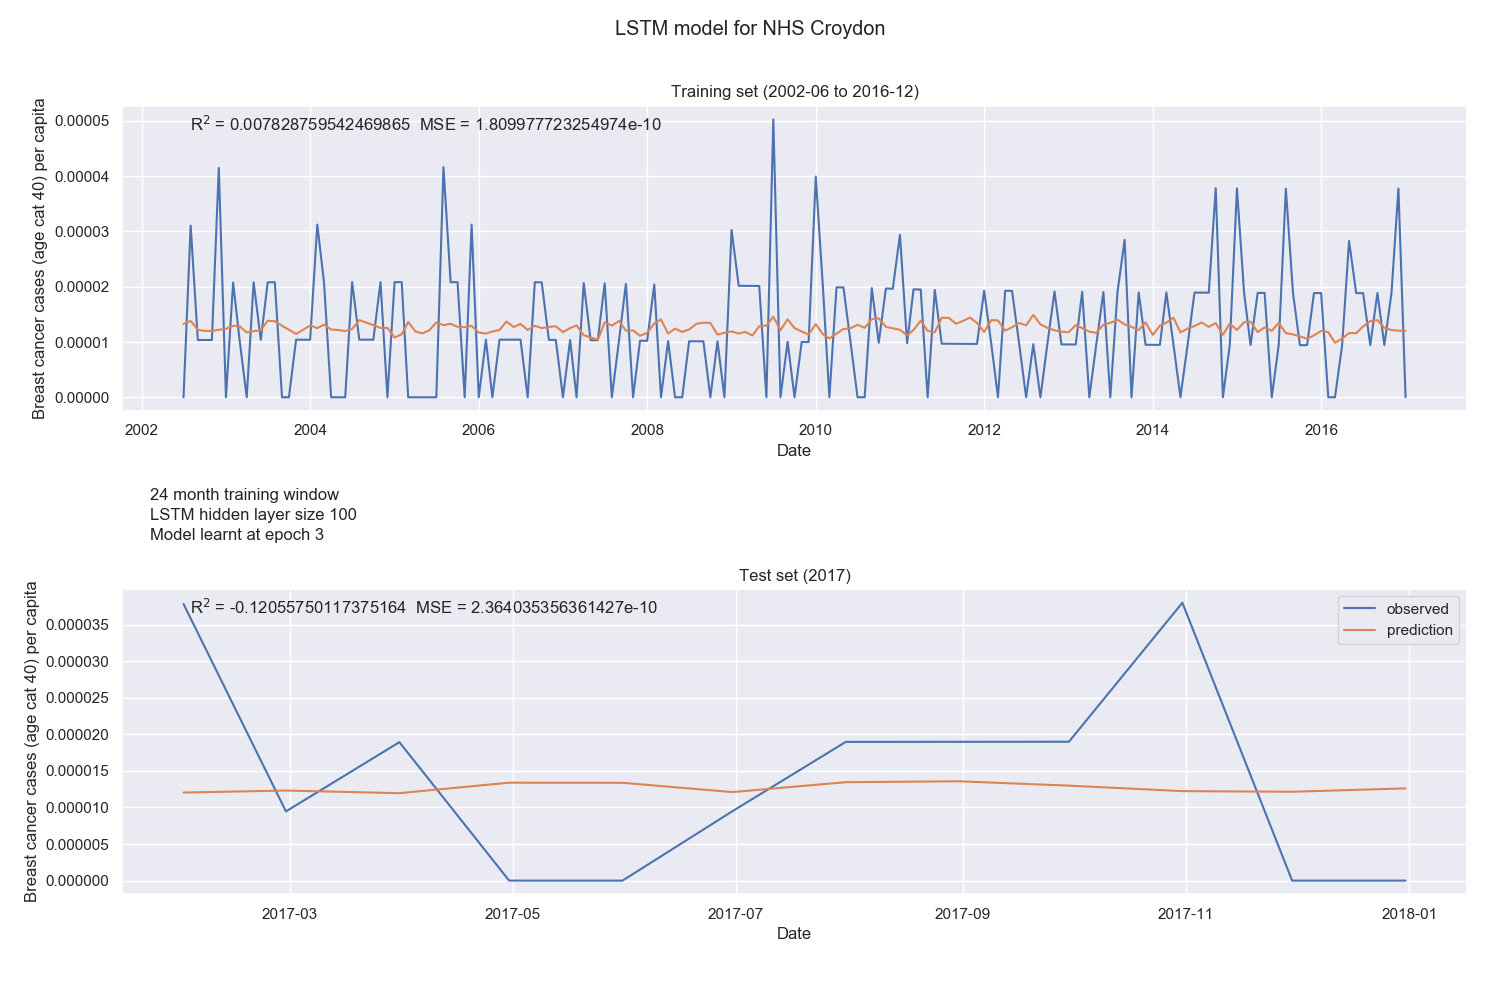 LSTM model for NHS Croydon
Training set (2002-06 to 2016-12)
R² = 0.007828759542469865 MSE = 1.809977723254974e-10
Breast cancer cases (age cat 40) per capita
0.00005
0.00004
0.00003
0.00002
0.00001
0.00000
2002 2004 2006 2008 2010 2012 2014 2016
Date
24 month training window
LSTM hidden layer size 100
Model learnt at epoch 3
Test set (2017)
R² = -0.12055750117375164 MSE = 2.364035356361427e-10
observed
prediction
Breast cancer cases (age cat 40) per capita
0.000035
0.000030
0.000025
0.000020
0.000015
0.000010
0.000005
0.000000
2017-03 2017-05 2017-07 2017-09 2017-11 2018-01
Date